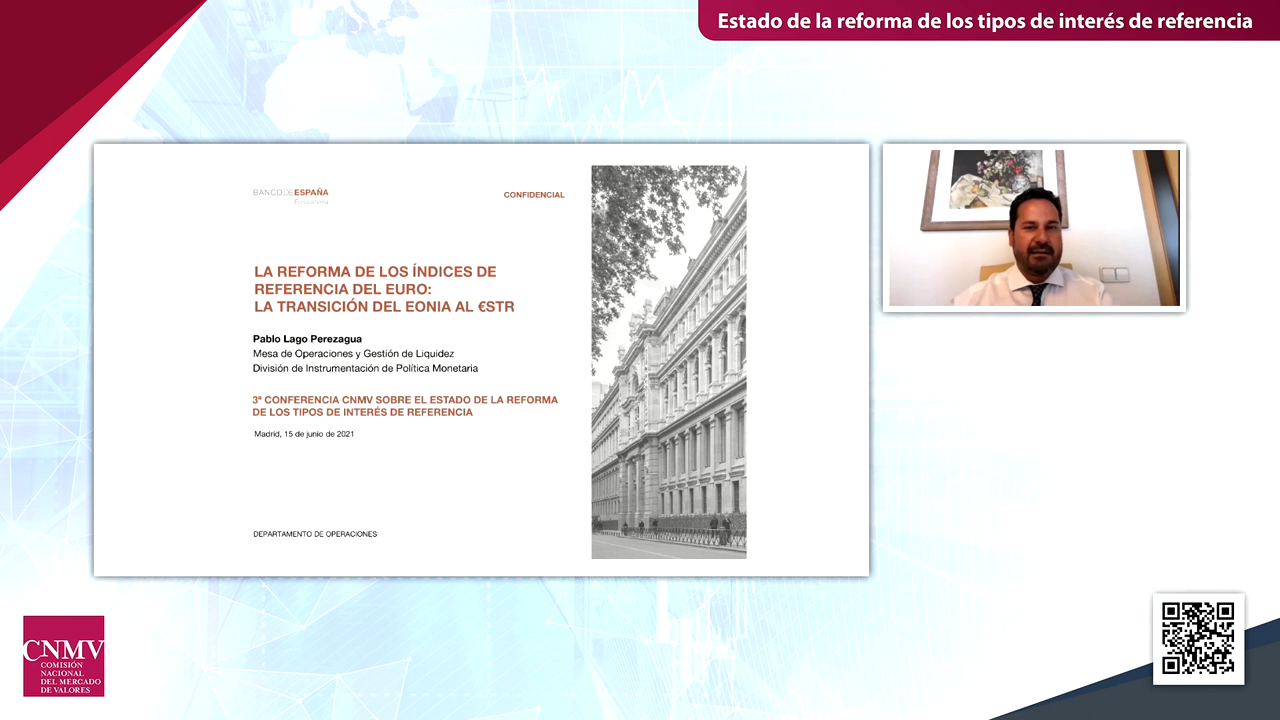 Estado de la reforma de los tipos de interés de referencia
BANCODEESPAÑA
Eurosistema
CONFIDENCIAL
LA REFORMA DE LOS ÍNDICES DE
REFERENCIA DEL EURO:
LA TRANSICIÓN DEL EONIA AL €STR
Pablo Lago Perezagua
Mesa de Operaciones y Gestión de Liquidez
División de Instrumentación de Política Monetaria
3ª CONFERENCIA CNMV SOBRE EL ESTADO DE LA REFORMA
DE LOS TIPOS DE INTERÉS DE REFERENCIA
Madrid, 15 de junio de 2021
DEPARTAMENTO DE OPERACIONES
CNMV
COMISIÓN
NACIONAL
DEL MERCADO
DE VALORES